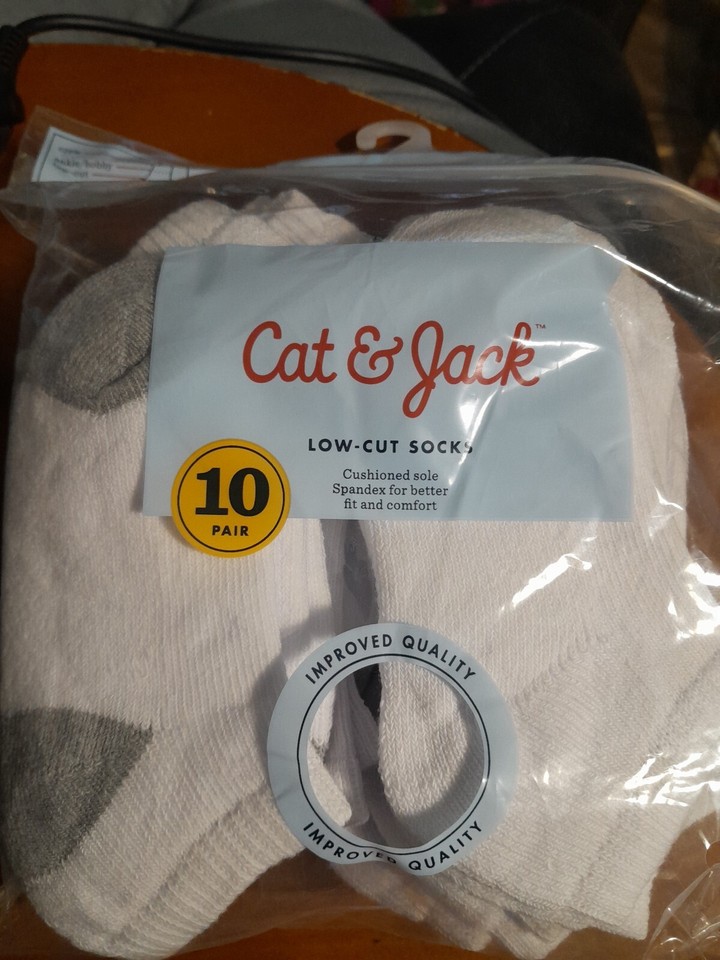 Cat & Jack™
LOW-CUT SOCKS
Cushioned sole
Spandex for better
fit and comfort
10
PAIR
IMPROVED QUALITY
IMPROVED QUALITY